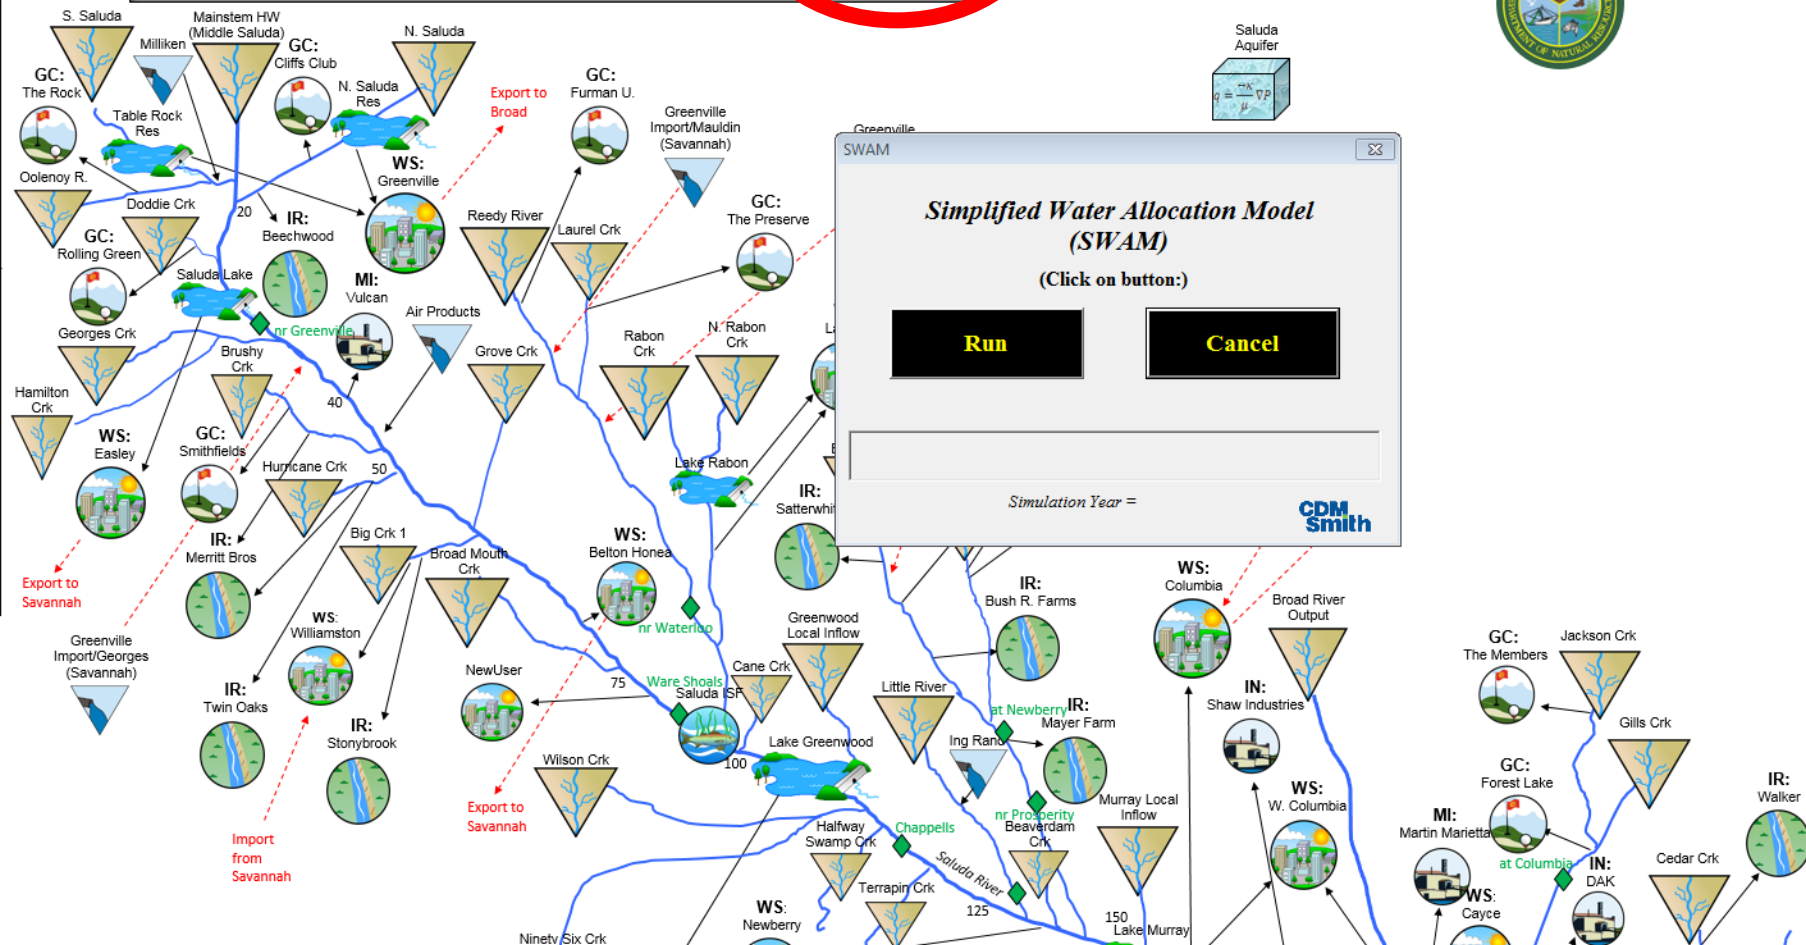 S. Saluda
Mainstem HW
(Middle Saluda)
Milliken
GC:
Cliffs Club
N. Saluda
GC:
The Rock
Table Rock
Res
N. Saluda
Res
Export to
Broad
GC:
Furman U.
Greenville
Import/Mauldin
(Savannah)
Saluda
Aquifer
DEPARTMENT OF NATURAL RESOURCES
Greenville
Oolenoy R.
Doddie Crk
20
IR:
Beechwood
WS:
Greenville
Reedy River
Laurel Crk
GC:
The Preserve
GC:
Rolling Green
Saluda Lake
MI:
Vulcan
nr Greenville
Air Products
Georges Crk
Brushy
Crk
Grove Crk
Rabon
Crk
N. Rabon
Crk
Hamilton
Crk
40
WS:
Easley
GC:
Smithfields
Hurricane Crk
50
Lake Rabon
SWAM
Simplified Water Allocation Model
(SWAM)
(Click on button:)
Run
Cancel
Simulation Year =
CDM
Smith
IR:
Satterwhit
IR:
Merritt Bros
Big Crk 1
Broad Mouth
Crk
WS:
Belton Honea
Export to
Savannah
WS:
Williamston
nr Waterloo
Greenwood
Local Inflow
IR:
Bush R. Farms
WS:
Columbia
Broad River
Output
GC:
The Members
Jackson Crk
Greenville
Import/Georges
(Savannah)
NewUser
75
Ware Shoals
Saluda ISF
Cane Crk
Little River
at Newberry
IR:
Mayer Farm
IN:
Shaw Industries
Gills Crk
IR:
Twin Oaks
IR:
Stonybrook
Wilson Crk
100
Lake Greenwood
Ing Rand
GC:
Forest Lake
IR:
Walker
Import
from
Savannah
Export to
Savannah
Halfway
Swamp Crk
Chappells
nr Prosperity
Beaverdam
Crk
Murray Local
Inflow
WS:
W. Columbia
MI:
Martin Marietta
at Columbia
IN:
DAK
Cedar Crk
Saluda River
Terrapin Crk
125
150
Lake Murray
WS:
Newberry
WS:
Cayce
Ninety Six Crk